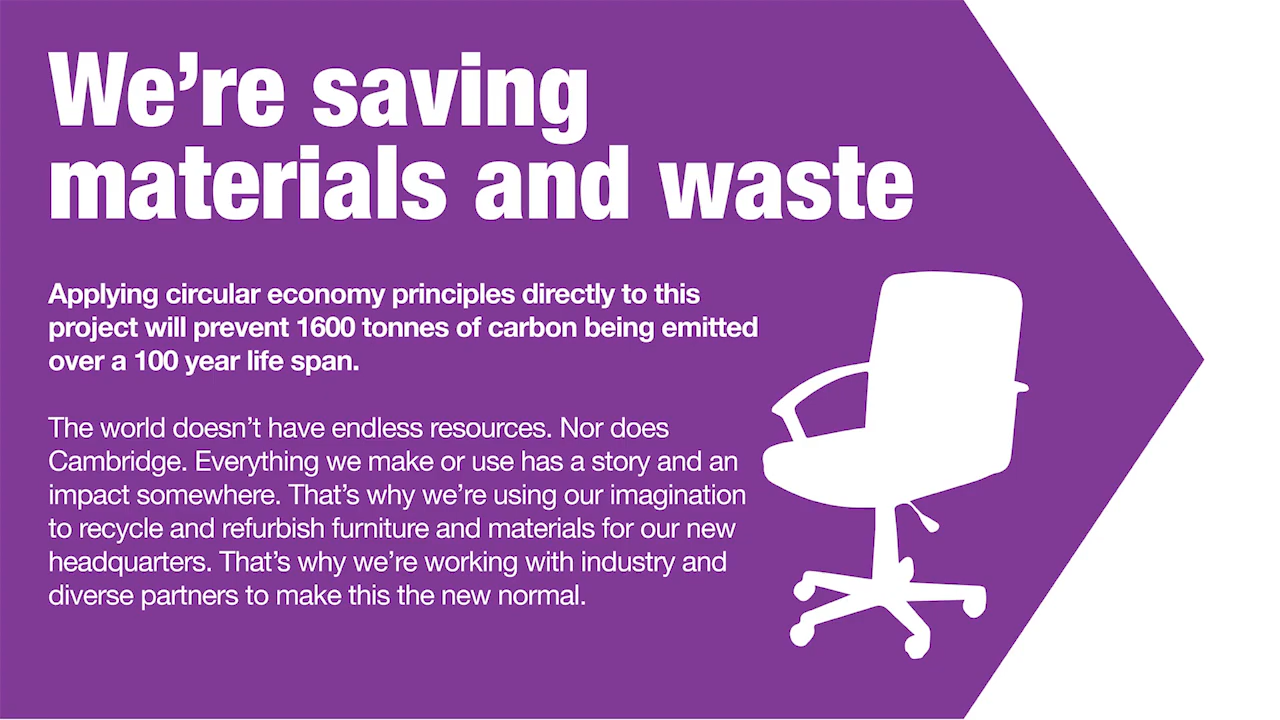 We’re saving
materials and waste
Applying circular economy principles directly to this
project will prevent 1600 tonnes of carbon being emitted
over a 100 year life span.
The world doesn’t have endless resources. Nor does
Cambridge. Everything we make or use has a story and an
impact somewhere. That’s why we’re using our imagination
to recycle and refurbish furniture and materials for our new
headquarters. That’s why we’re working with industry and
diverse partners to make this the new normal.